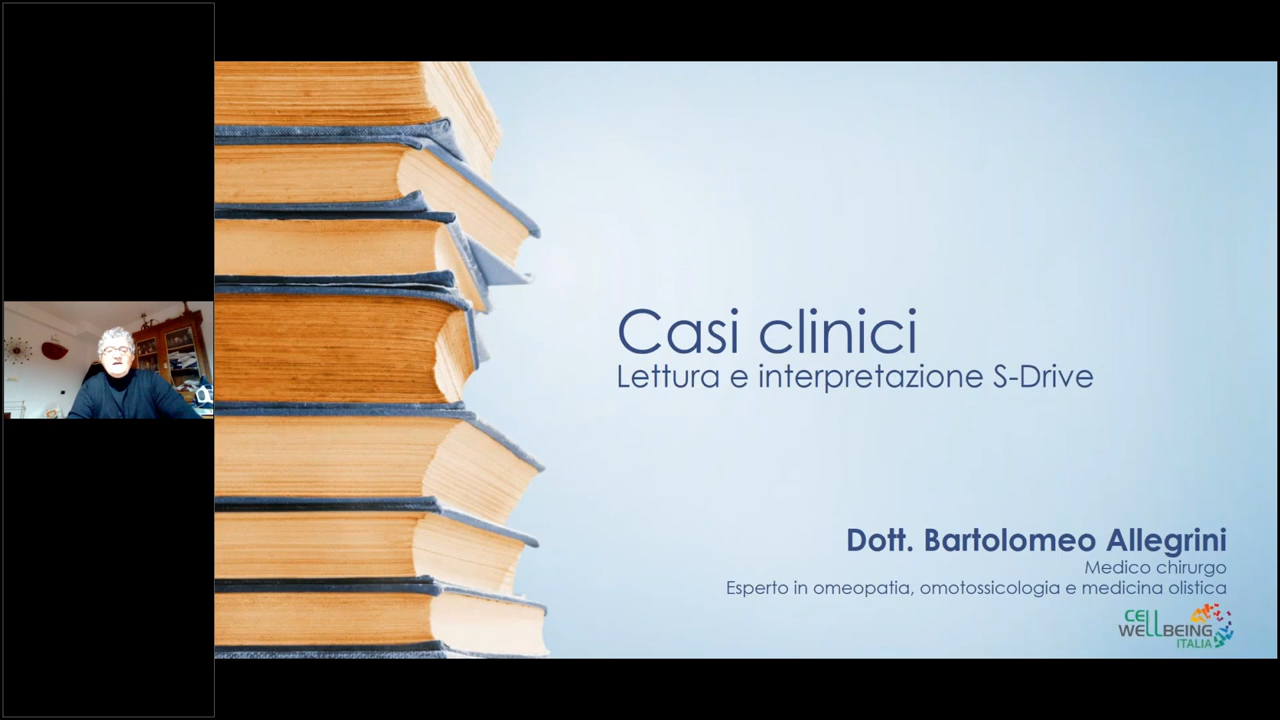 Casi clinici
Lettura e interpretazione S-Drive
Dott. Bartolomeo Allegrini
Medico chirurgo
Esperto in omeopatia, omotossicologia e medicina olistica
CELL
WELLBEING
ITALIA